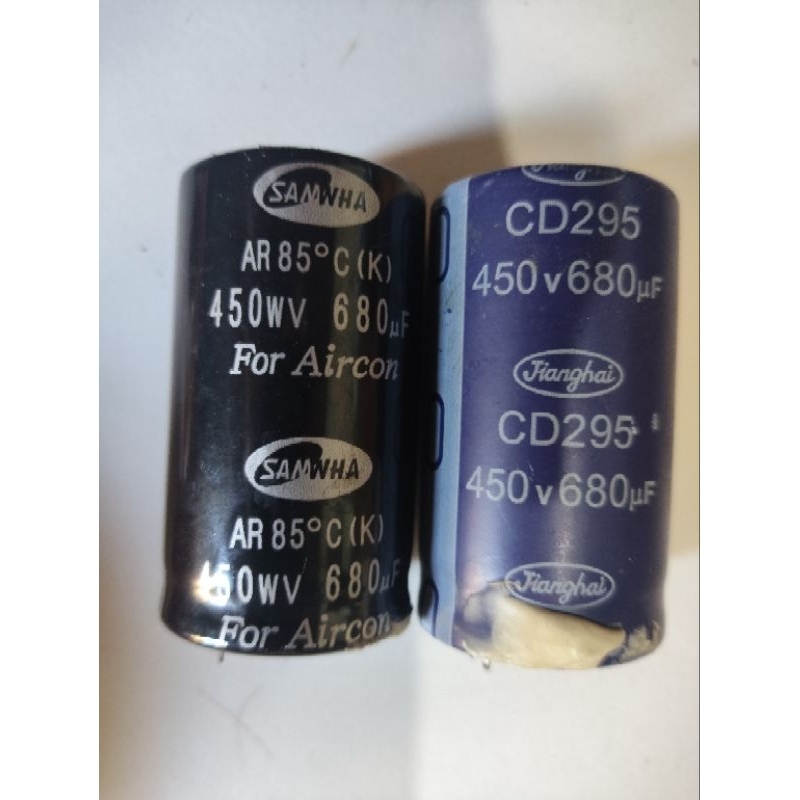 SAMWHA
AR 85°C (K)
450WV 680µF
For Aircon
SAMWHA
AR 85°C (K)
450WV 680µF
For Aircon
Jianghai
CD295
450v680µF
Jianghai
CD295
450v680µF
Jianghai